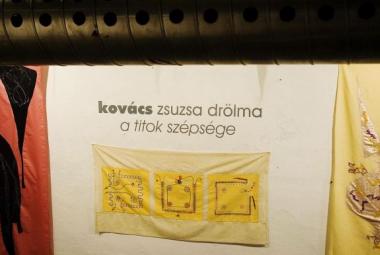 kovács zsuzsa drölma
a titok szépsége